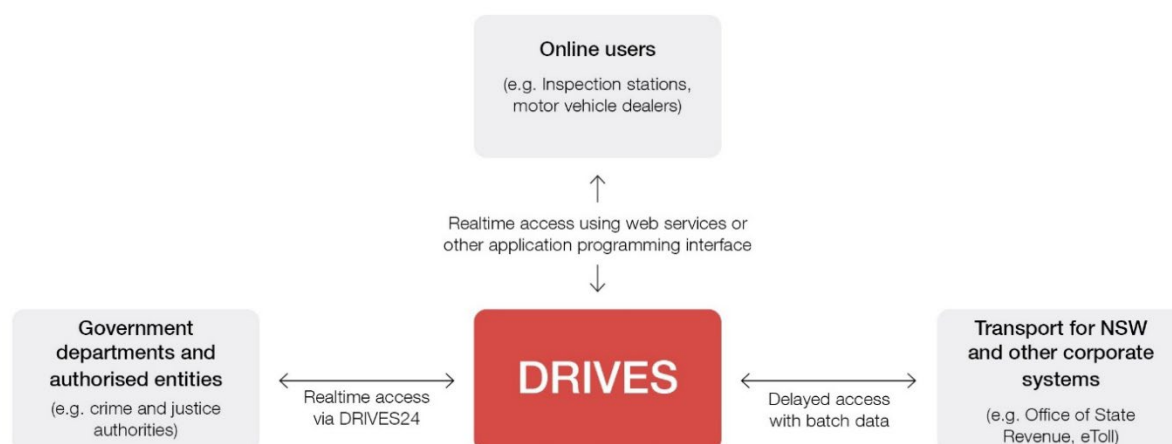 Online users
(e.g. Inspection stations,
motor vehicle dealers)
Realtime access using web services or
other application programming interface
Government
departments and
authorised entities
(e.g. crime and justice
authorities)
Realtime access
via DRIVES24
DRIVES
Delayed access
with batch data
Transport for NSW
and other corporate
systems
(e.g. Office of State
Revenue, eToll)